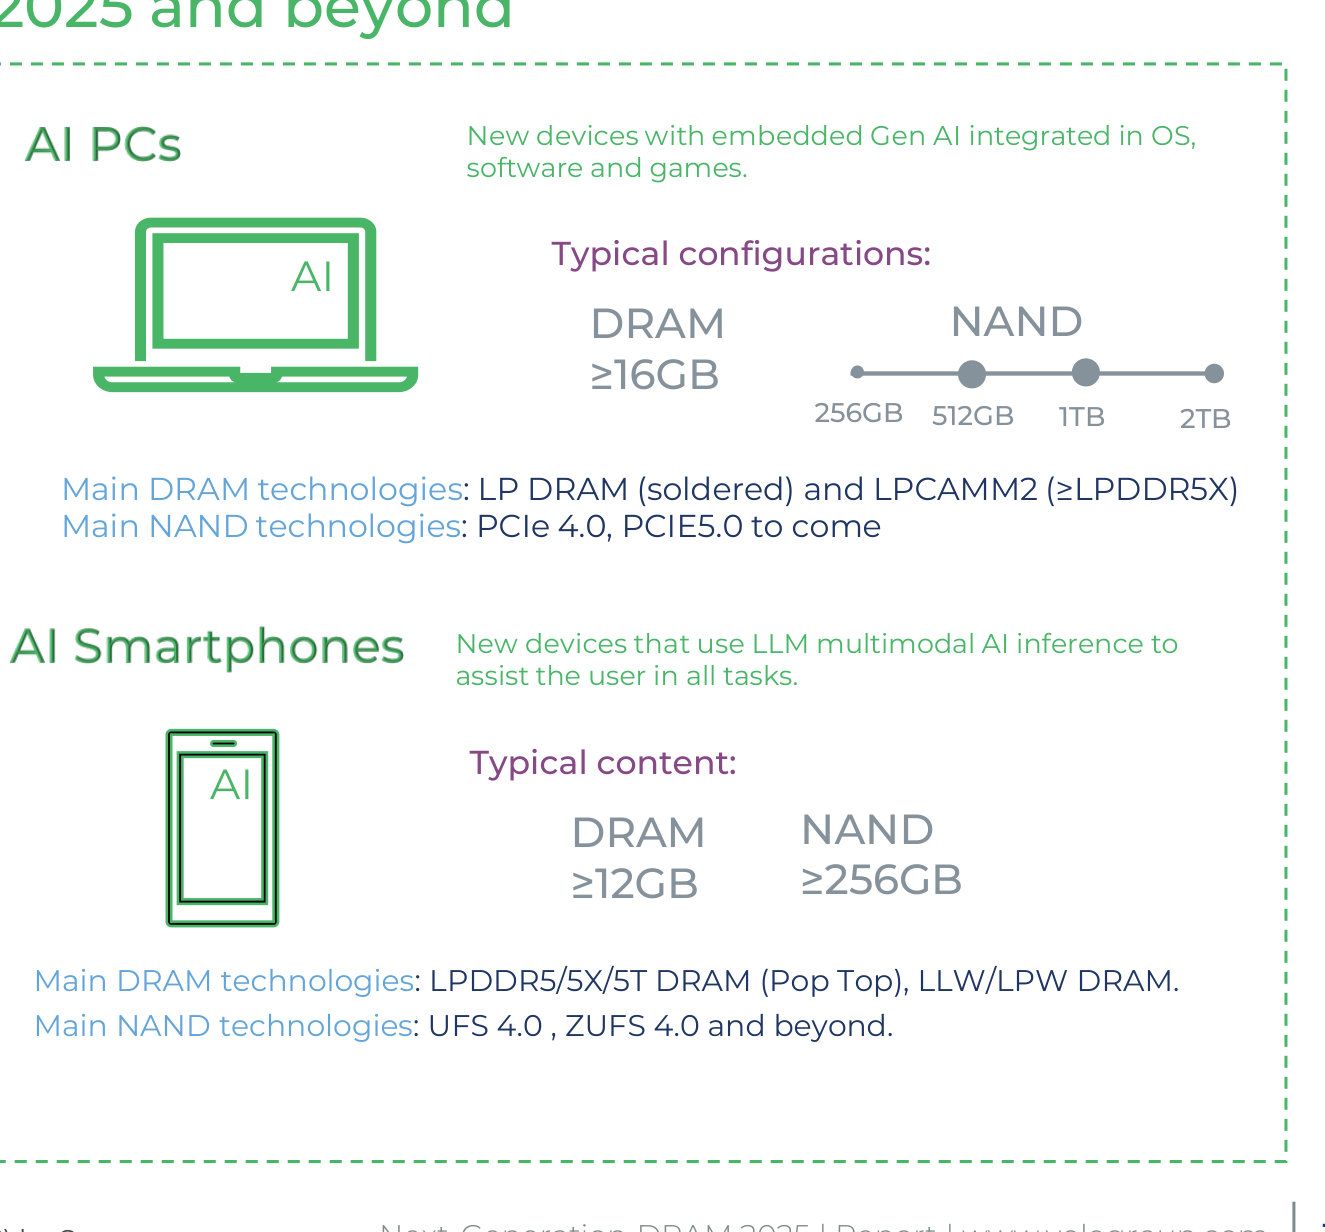 2025 and beyond
AI PCs
New devices with embedded Gen AI integrated in OS,
software and games.
AI
Typical configurations:
DRAM
≥16GB
NAND
256GB 512GB 1TB 2TB
Main DRAM technologies: LP DRAM (soldered) and LPCAMM2 (≥LPDDR5X)
Main NAND technologies: PCIe 4.0, PCIE5.0 to come
AI Smartphones
New devices that use LLM multimodal AI inference to
assist the user in all tasks.
AI
Typical content:
DRAM
≥12GB
NAND
≥256GB
Main DRAM technologies: LPDDR5/5X/5T DRAM (Pop Top), LLW/LPW DRAM.
Main NAND technologies: UFS 4.0 , ZUFS 4.0 and beyond.
Next-Generation DRAM 2025 | Report | www.yolegroup.com |